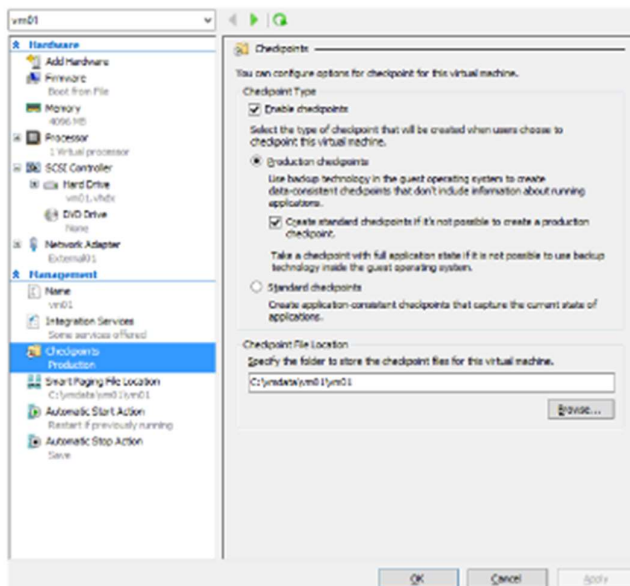 vm01
Hardware
Add Hardware
Firmware
Boot from File
Memory
4096 MB
Processor
1 Virtual processor
SCSI Controller
Hard Drive
vm01.vhdx
DVD Drive
None
Network Adapter
External01
Management
Name
vm01
Integration Services
Some services offered
Checkpoints
Production
Smart Paging File Location
C:\vmdata\vm01\vm01
Automatic Start Action
Restart if previously running
Automatic Stop Action
Save
Checkpoints
You can configure options for checkpoint for this virtual machine.
Checkpoint Type
Enable checkpoints
Select the type of checkpoint that will be created when users choose to
checkpoint this virtual machine.
Production checkpoints
Use backup technology in the guest operating system to create
data-consistent checkpoints that don't include information about running
applications.
Create standard checkpoints if it's not possible to create a production
checkpoint.
Take a checkpoint with full application state if it is not possible to use backup
technology inside the guest operating system.
Standard checkpoints
Create application-consistent checkpoints that capture the current state of
applications.
Checkpoint File Location
Specify the folder to store the checkpoint files for this virtual machine.
C:\vmdata\vm01\vm01
Browse...
OK
Cancel
Apply